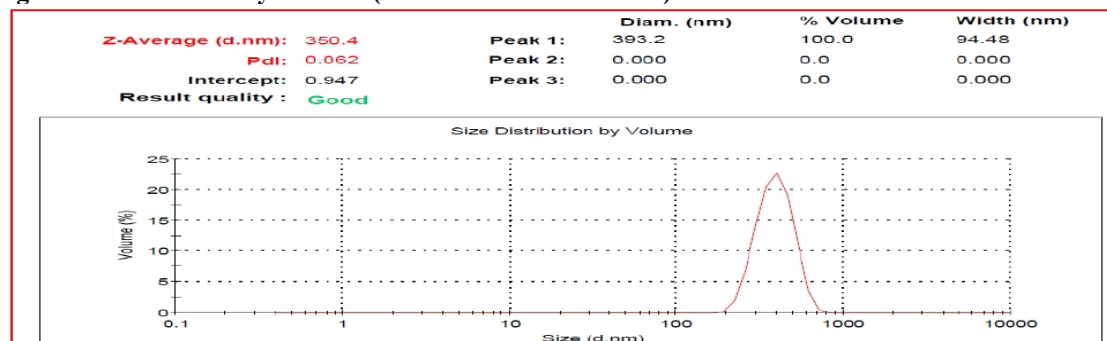 Diam. (nm) % Volume Width (nm)
Z-Average (d.nm): 350.4 Peak 1: 393.2 100.0 94.48
PdI: 0.062 Peak 2: 0.000 0.0 0.000
Intercept: 0.947 Peak 3: 0.000 0.0 0.000
Result quality : Good
Size Distribution by Volume
Volume (%)
25
20
15
10
5
0
0.1 1 10 100 1000 10000
Size (d.nm)